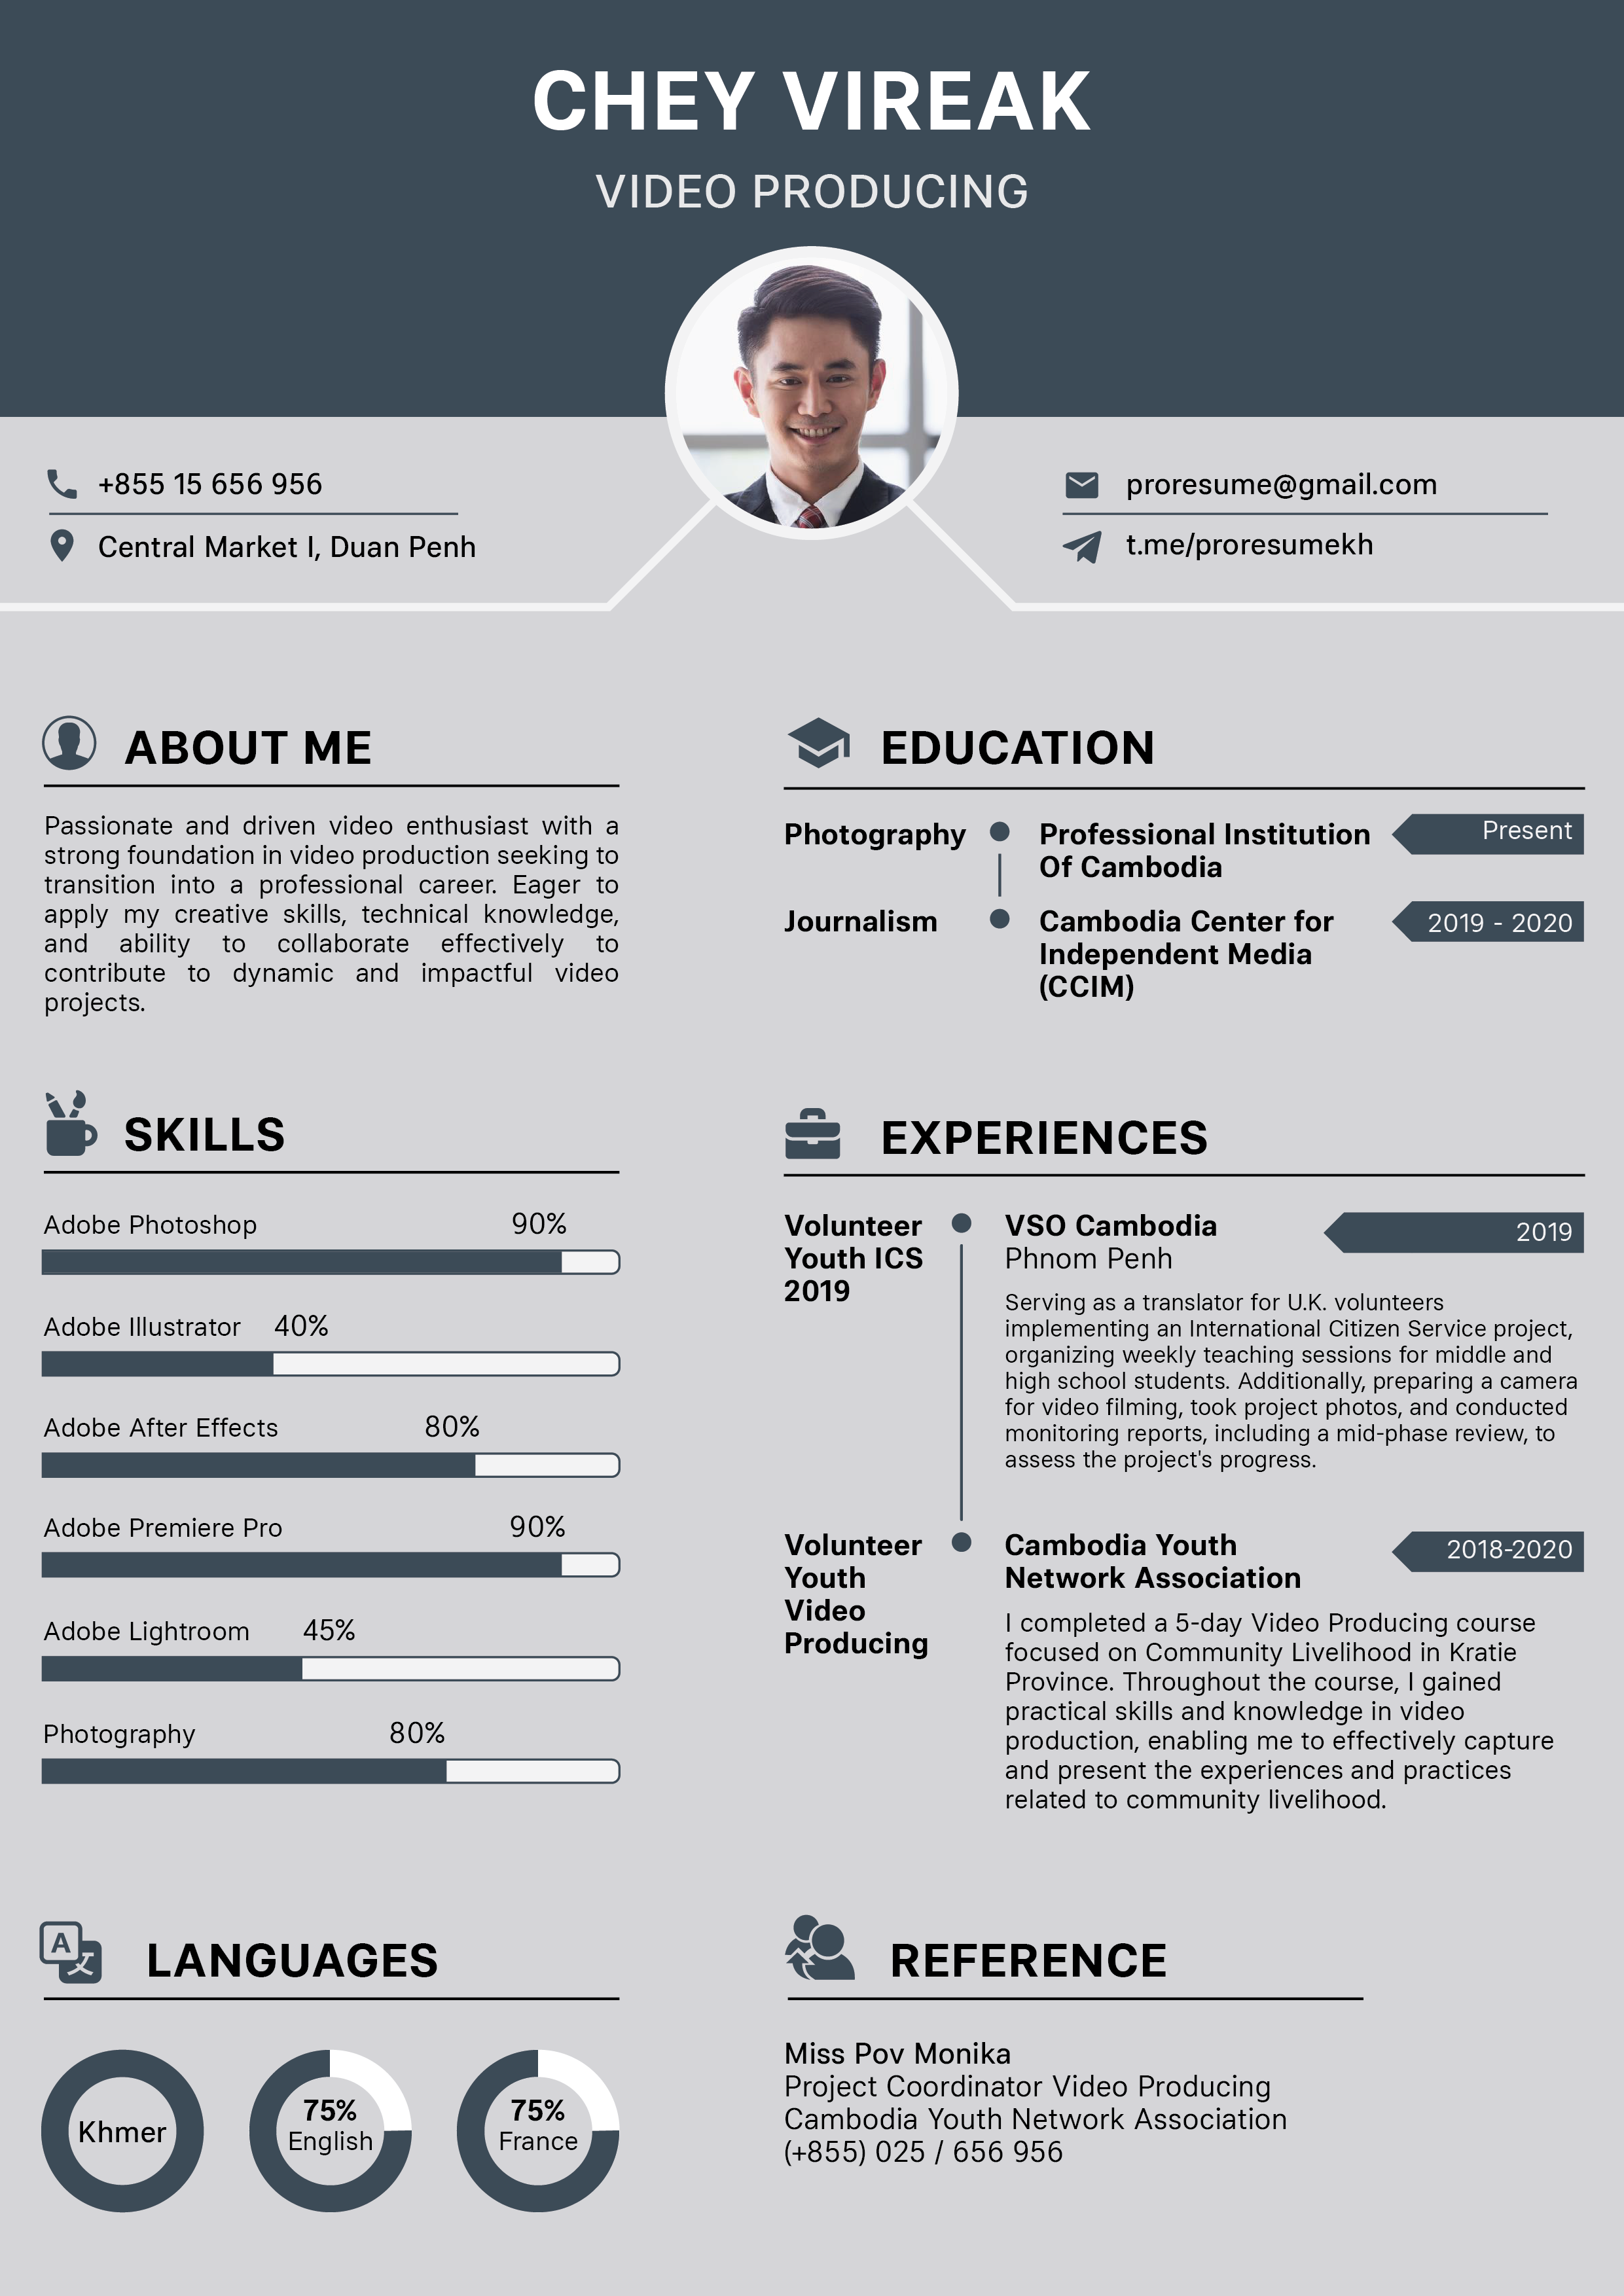 CHEY VIREAK
VIDEO PRODUCING
+855 15 656 956
Central Market I, Duan Penh
proresume@gmail.com
t.me/proresumekh
ABOUT ME
Passionate and driven video enthusiast with a
strong foundation in video production seeking to
transition into a professional career. Eager to
apply my creative skills, technical knowledge,
and ability to collaborate effectively to
contribute to dynamic and impactful video
projects.
SKILLS
Adobe Photoshop 90%
Adobe Illustrator 40%
Adobe After Effects 80%
Adobe Premiere Pro 90%
Adobe Lightroom 45%
Photography 80%
A 文
LANGUAGES
Khmer
75%
English
75%
France
EDUCATION
Photography
Professional Institution
Of Cambodia
Present
Journalism
Cambodia Center for
Independent Media
(CCIM)
2019 - 2020
EXPERIENCES
Volunteer
Youth ICS
2019
VSO Cambodia
Phnom Penh
2019
Serving as a translator for U.K. volunteers
implementing an International Citizen Service project,
organizing weekly teaching sessions for middle and
high school students. Additionally, preparing a camera
for video filming, took project photos, and conducted
monitoring reports, including a mid-phase review, to
assess the project's progress.
Volunteer
Youth
Video
Producing
Cambodia Youth
Network Association
2018-2020
I completed a 5-day Video Producing course
focused on Community Livelihood in Kratie
Province. Throughout the course, I gained
practical skills and knowledge in video
production, enabling me to effectively capture
and present the experiences and practices
related to community livelihood.
REFERENCE
Miss Pov Monika
Project Coordinator Video Producing
Cambodia Youth Network Association
(+855) 025 / 656 956